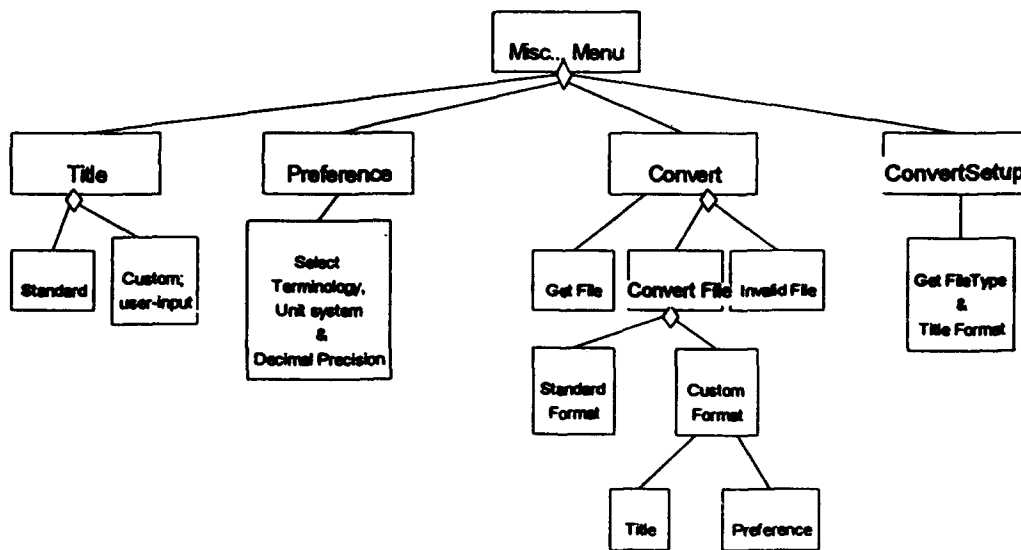 Misc... Menu
Title
Preference
Convert
ConvertSetup
Standard
Custom;
user-input
Select
Terminology,
Unit system
&
Decimal Precision
Get File
Convert File
Invalid File
Get FileType
&
Title Format
Standard
Format
Custom
Format
Title
Preference